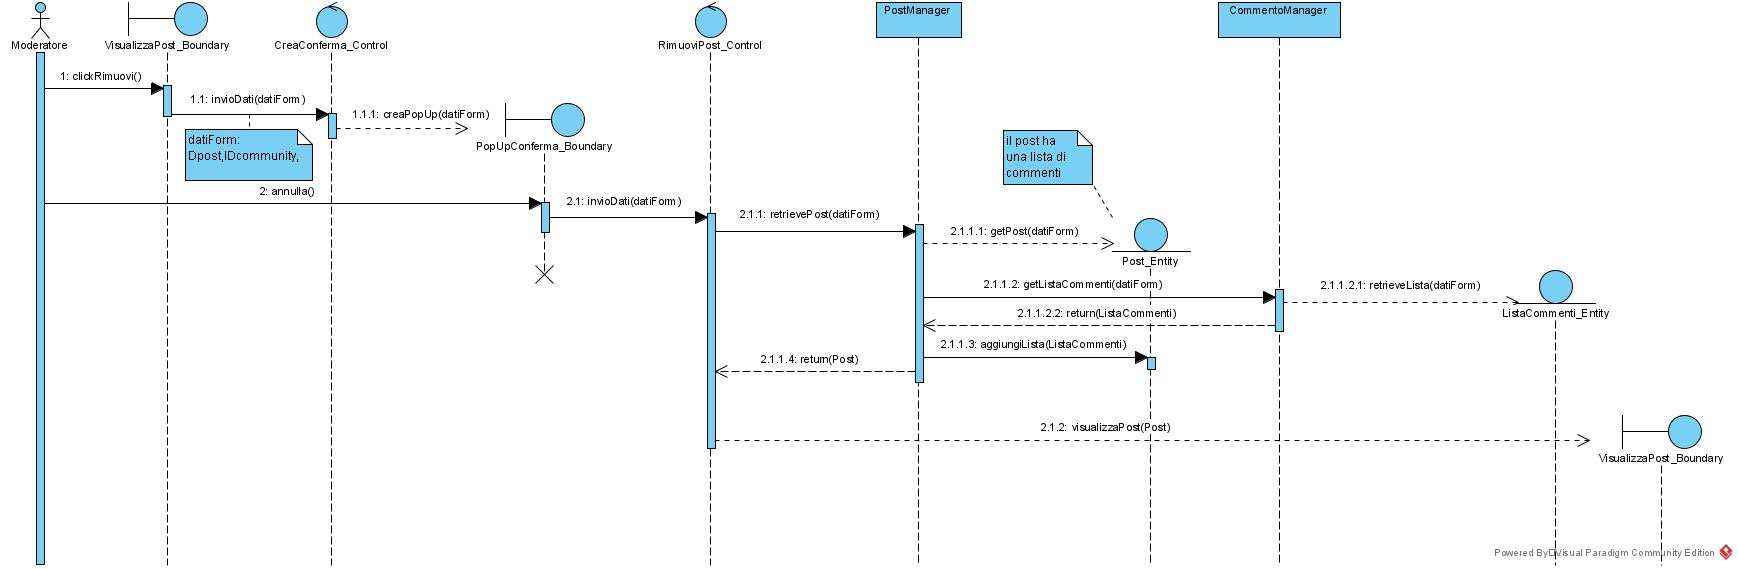 Moderatore
VisualizzaPost_Boundary
CreaConferma_Control
RimuoviPost_Control
PostManager
CommentoManager
1: clickRimuovi()
1.1: invioDati(datiForm)
1.1.1: creaPopUp(datiForm)
datiForm:
Dpost,IDcommunity,
PopUpConferma_Boundary
il post ha
una lista di
commenti
2: annulla()
2.1: invioDati(datiForm)
2.1.1: retrievePost(datiForm)
2.1.1.1: getPost(datiForm)
Post_Entity
2.1.1.2: getListaCommenti(datiForm)
2.1.1.2.1: retrieveLista(datiForm)
2.1.1.2.2: return(ListaCommenti)
ListaCommenti_Entity
2.1.1.3: aggiungiLista(ListaCommenti)
2.1.1.4: return(Post)
2.1.2: visualizzaPost(Post)
VisualizzaPost_Boundary
Powered By Visual Paradigm Community Edition